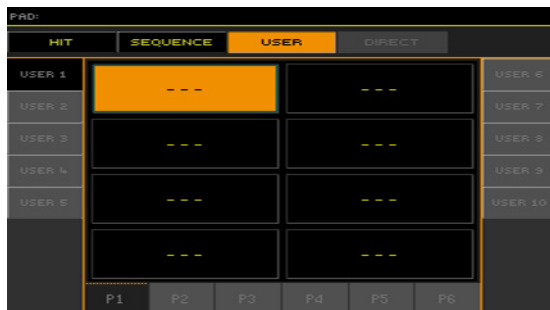 PAD:
HIT SEQUENCE USER DIRECT
USER 1 --- --- USER 6
USER 2 USER 7
USER 3 --- --- USER 8
USER 4 --- --- USER 9
USER 5 USER 10
--- ---
P1 P2 P3 P4 P5 P6